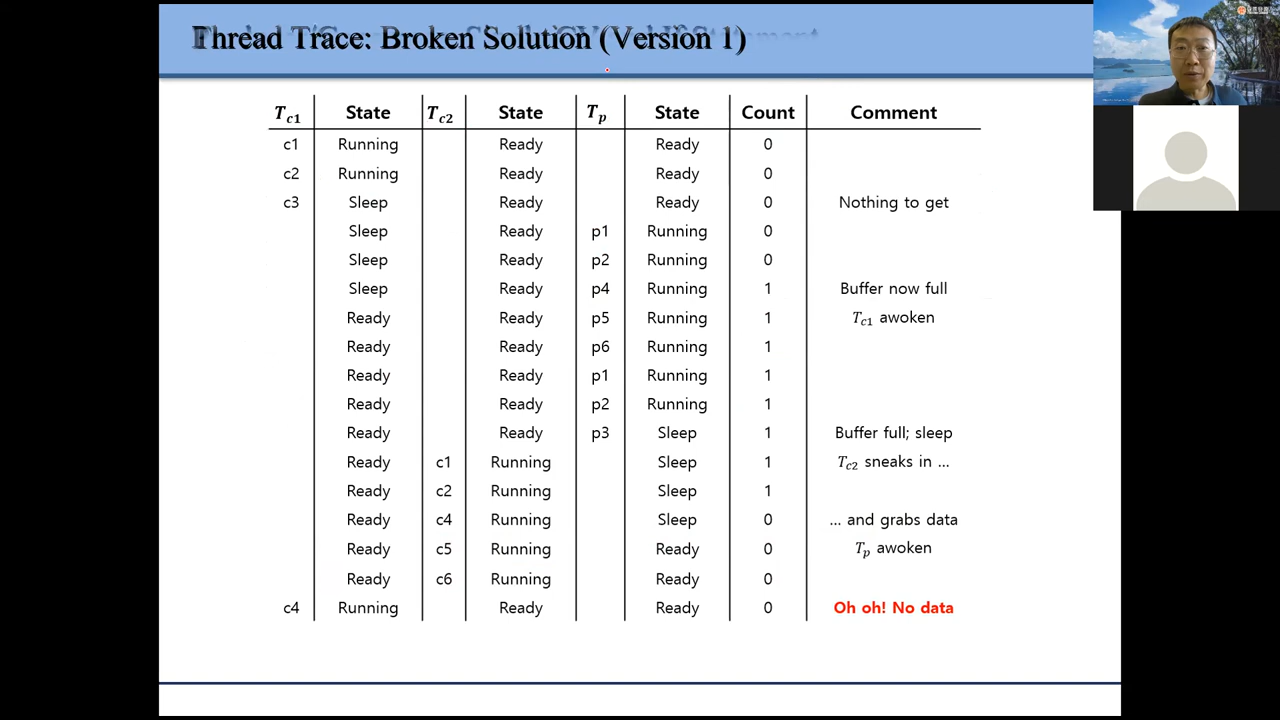 Thread Trace: Broken Solution (Version 1)
T_c1 State T_c2 State T_p State Count Comment
c1 Running Ready Ready 0
c2 Running Ready Ready 0
c3 Sleep Ready Ready 0 Nothing to get
Sleep Ready p1 Running 0
Sleep Ready p2 Running 0
Sleep Ready p4 Running 1 Buffer now full
Ready Ready p5 Running 1 T_c1 awoken
Ready Ready p6 Running 1
Ready Ready p1 Running 1
Ready Ready p2 Running 1
Ready Ready p3 Sleep 1 Buffer full; sleep
Ready c1 Running Sleep 1 T_c2 sneaks in ...
Ready c2 Running Sleep 1
Ready c4 Running Sleep 0 ... and grabs data
Ready c5 Running Ready 0 T_p awoken
Ready c6 Running Ready 0
c4 Running Ready Ready 0 Oh oh! No data